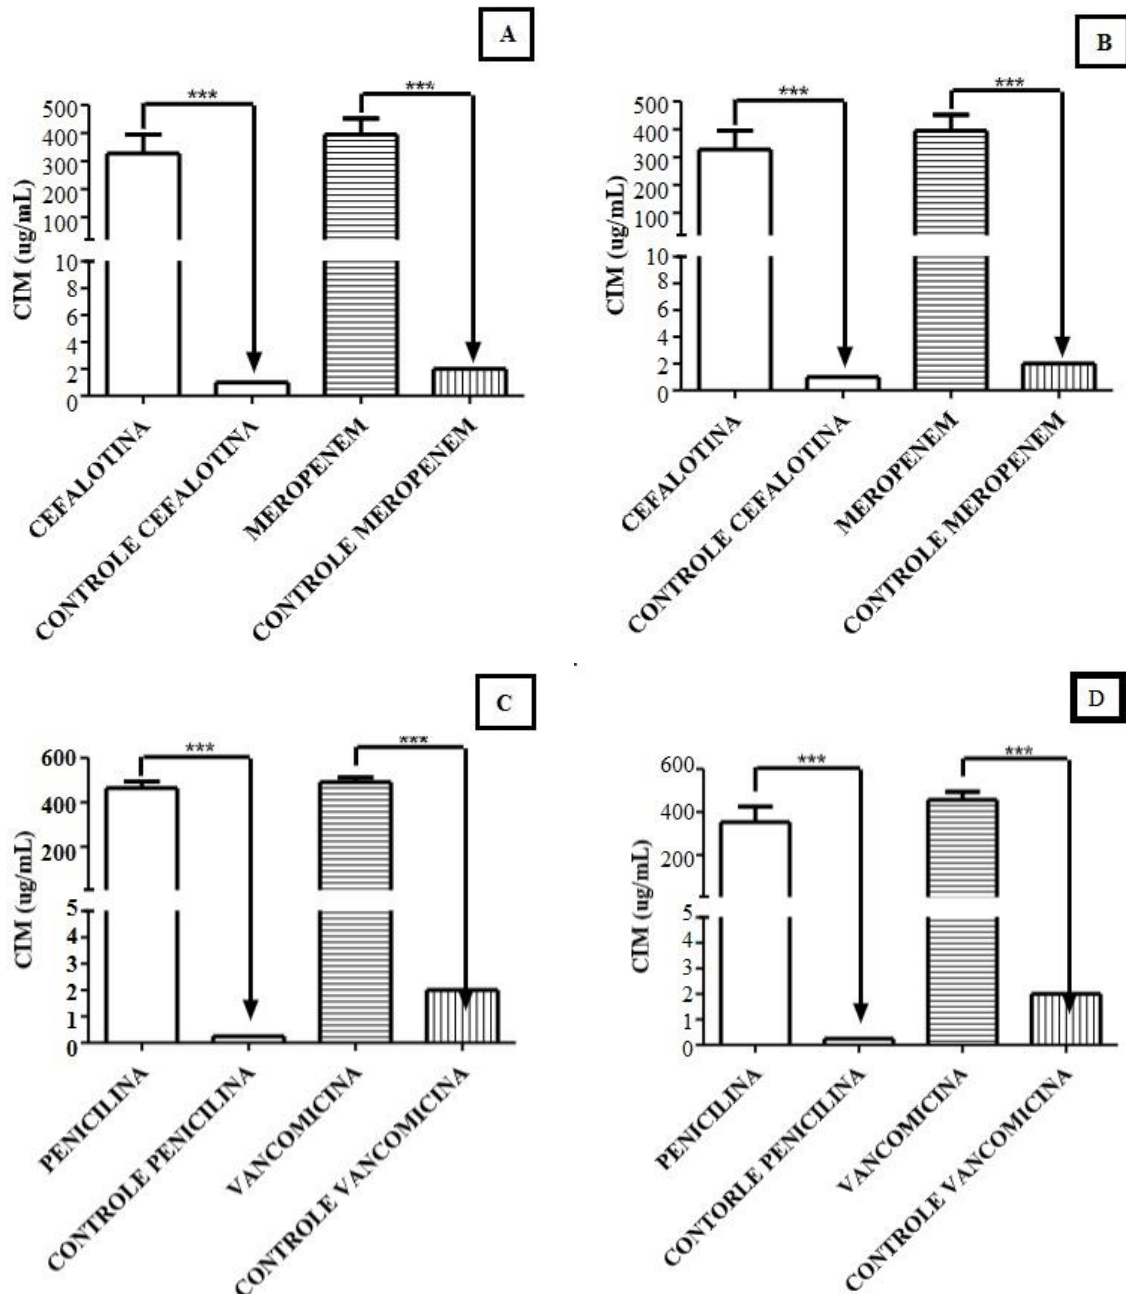 A
***
***
500
400
300
200
100
10
8
6
4
2
0
CIM (ug/mL)
CEFALOTINA
CONTROLE CEFALOTINA
MEROPENEM
CONTROLE MEROPENEM
B
***
***
500
400
300
200
100
10
8
6
4
2
0
CIM (ug/mL)
CEFALOTINA
CONTROLE CEFALOTINA
MEROPENEM
CONTROLE MEROPENEM
C
***
***
600
400
200
5
4
3
2
1
0
CIM (ug/mL)
PENICILINA
CONTROLE PENICILINA
VANCOMICINA
CONTROLE VANCOMICINA
D
***
***
600
400
200
5
4
3
2
1
0
CIM (ug/mL)
PENICILINA
CONTORLE PENICILINA
VANCOMICINA
CONTROLE VANCOMICINA